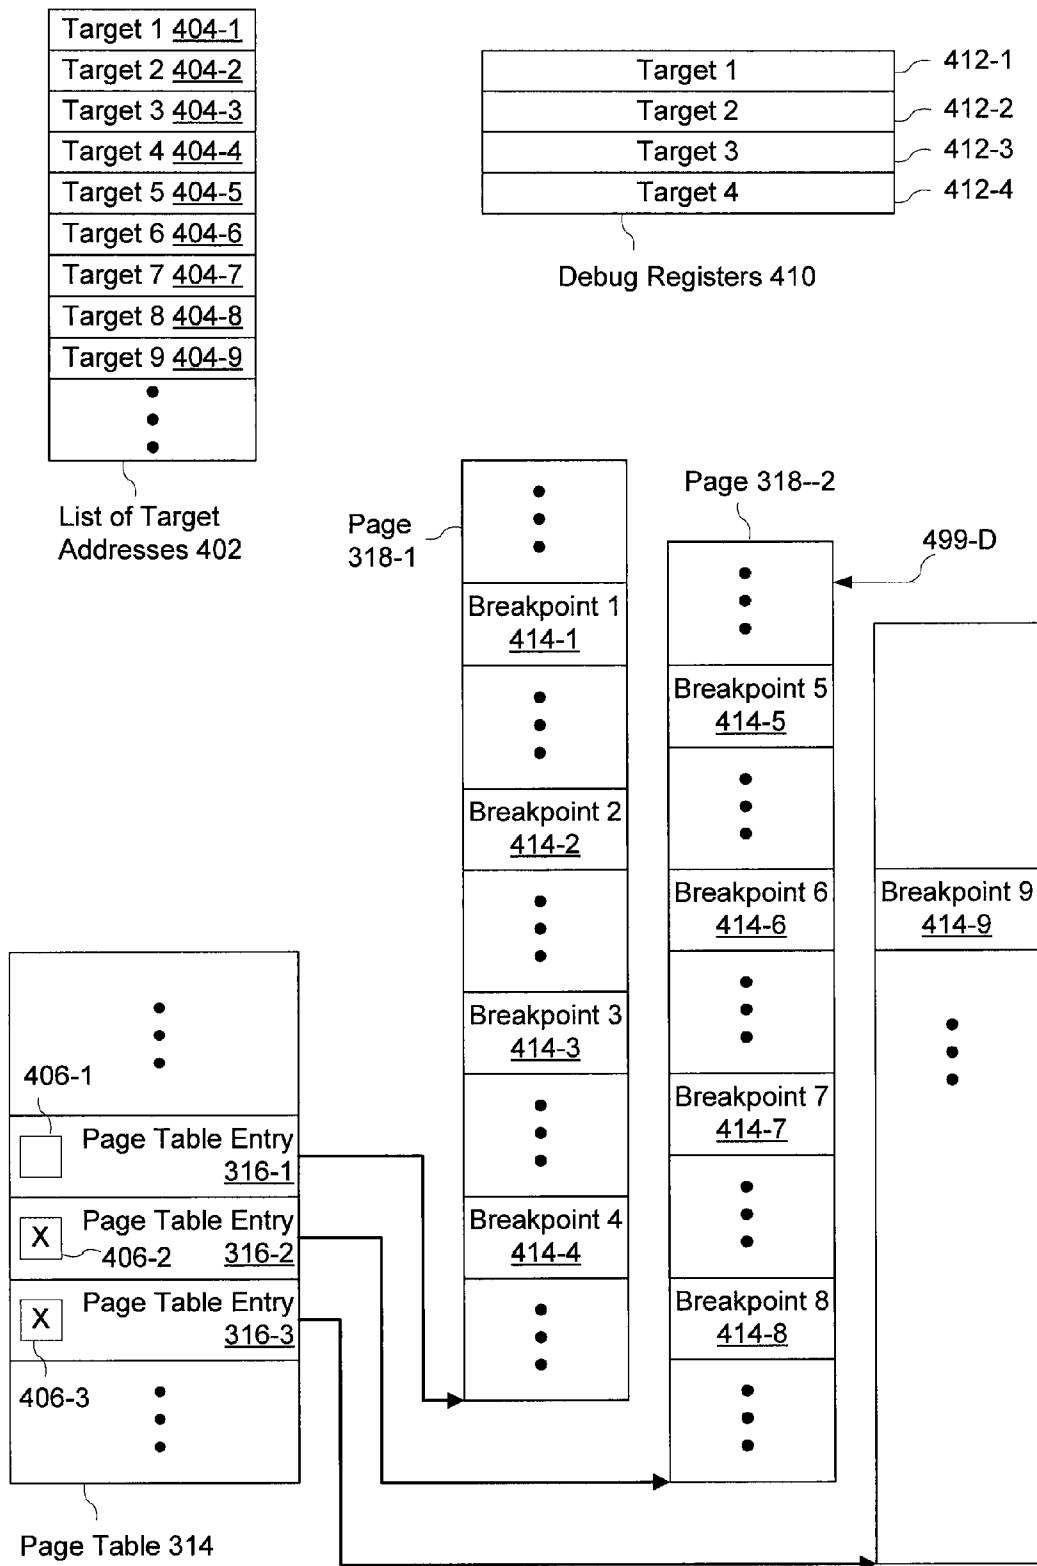 Target 1 404-1
Target 2 404-2
Target 3 404-3
Target 4 404-4
Target 5 404-5
Target 6 404-6
Target 7 404-7
Target 8 404-8
Target 9 404-9
List of Target
Addresses 402
Target 1
412-1
Target 2
412-2
Target 3
412-3
Target 4
412-4
Debug Registers 410
Page
318-1
Breakpoint 1
414-1
Breakpoint 2
414-2
Breakpoint 3
414-3
Breakpoint 4
414-4
Page 318--2
499-D
Breakpoint 5
414-5
Breakpoint 6
414-6
Breakpoint 7
414-7
Breakpoint 8
414-8
Breakpoint 9
414-9
406-1
Page Table Entry
316-1
X
Page Table Entry
406-2
316-2
X
Page Table Entry
316-3
406-3
Page Table 314